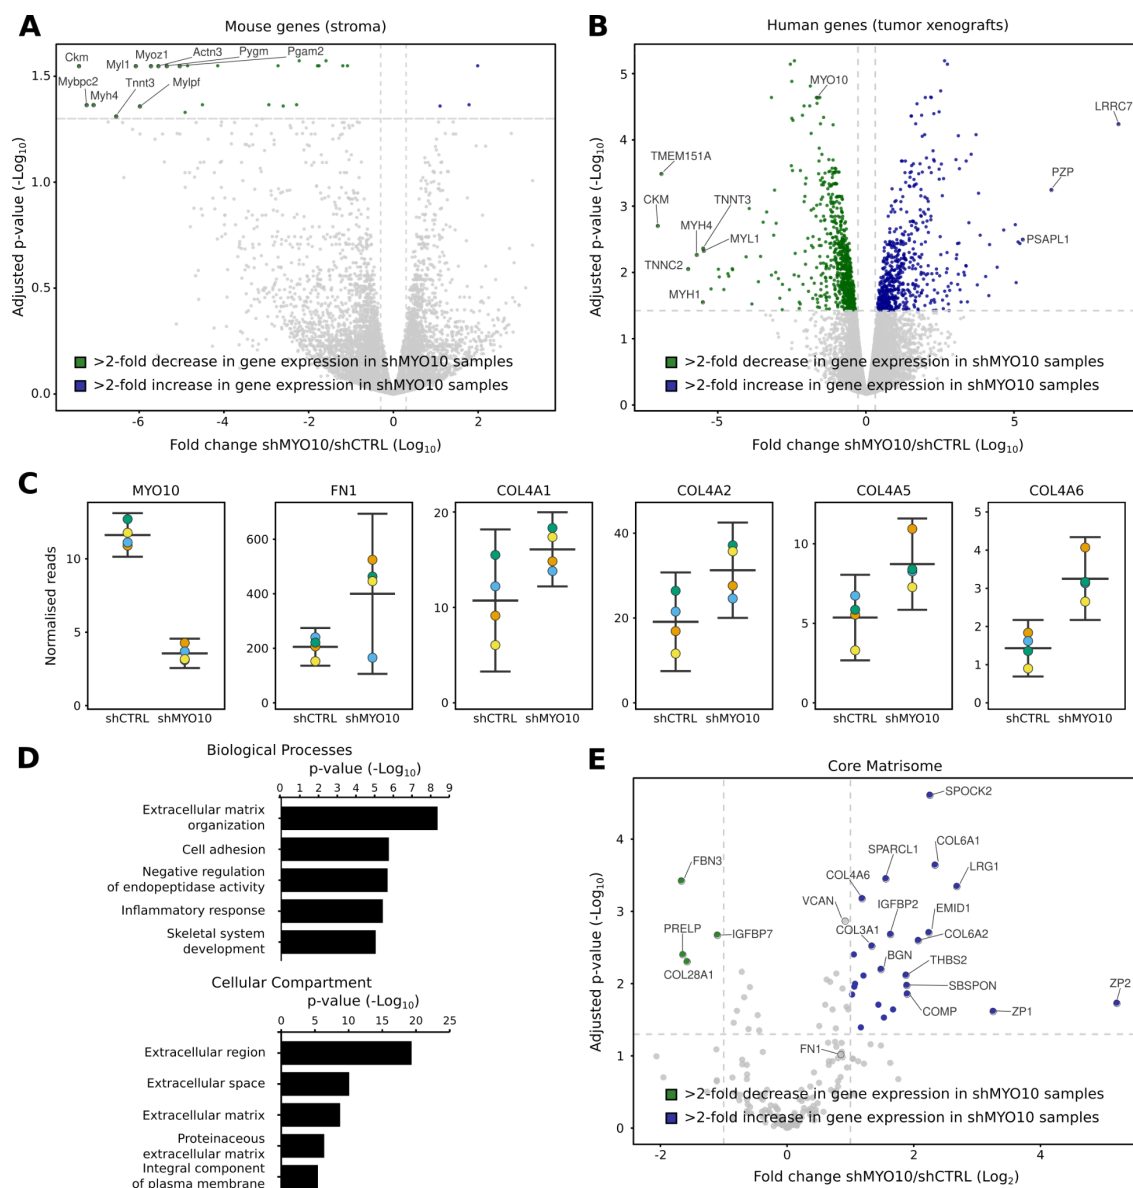 A
Mouse genes (stroma)
Adjusted p-value (-Log10)
1.5
1.0
0.5
0.0
Ckm
Myl1
Myoz1
Actn3
Pygm
Pgam2
Mybpc2
Myh4
Tnnt3
Mylpf
>2-fold decrease in gene expression in shMYO10 samples
>2-fold increase in gene expression in shMYO10 samples
-6
-4
-2
0
2
Fold change shMYO10/shCTRL (Log10)
B
Human genes (tumor xenografts)
Adjusted p-value (-Log10)
5
4
3
2
1
0
MYO10
LRRC7
TMEM151A
PZP
CKM
TNNT3
MYH4
MYL1
PSAPL1
TNNC2
MYH1
>2-fold decrease in gene expression in shMYO10 samples
>2-fold increase in gene expression in shMYO10 samples
-5
0
5
Fold change shMYO10/shCTRL (Log10)
C
Normalised reads
MYO10
10
5
0
shCTRL shMYO10
FN1
600
400
200
0
shCTRL shMYO10
COL4A1
20
10
0
shCTRL shMYO10
COL4A2
40
20
0
shCTRL shMYO10
COL4A5
10
5
0
shCTRL shMYO10
COL4A6
5
4
3
2
1
0
shCTRL shMYO10
D
Biological Processes
p-value (-Log10)
0 1 2 3 4 5 6 7 8 9
Extracellular matrix
organization
Cell adhesion
Negative regulation
of endopeptidase activity
Inflammatory response
Skeletal system
development
Cellular Compartment
p-value (-Log10)
0 5 10 15 20 25
Extracellular region
Extracellular space
Extracellular matrix
Proteinaceous
extracellular matrix
Integral component
of plasma membrane
E
Core Matrisome
Adjusted p-value (-Log10)
4
3
2
1
0
SPOCK2
FBN3
SPARCL1
COL6A1
LRG1
COL4A6
VCAN
IGFBP2
EMID1
PRELP
IGFBP7
COL3A1
COL6A2
COL28A1
BGN
THBS2
SBSPON
COMP
ZP1
ZP2
FN1
>2-fold decrease in gene expression in shMYO10 samples
>2-fold increase in gene expression in shMYO10 samples
-2
0
2
4
Fold change shMYO10/shCTRL (Log2)